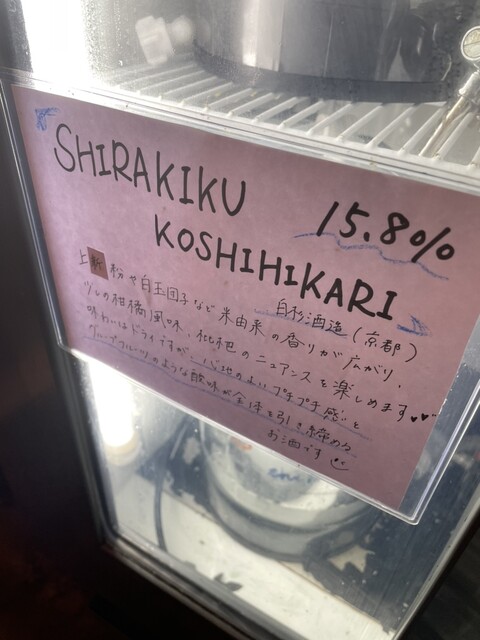 SHIRAKIKU
15.80%
KOSHIHIKARI
白杉酒造(京都)
上新粉や白玉団子など米由来の香りが広がり、
少しの柑橘風味、枇杷のニュアンスを楽しめます♥♥♥
味わいはドライですが、心地のよいプチプチ感と
グレープフルーツのような酸味が全体を引き締める
お酒です